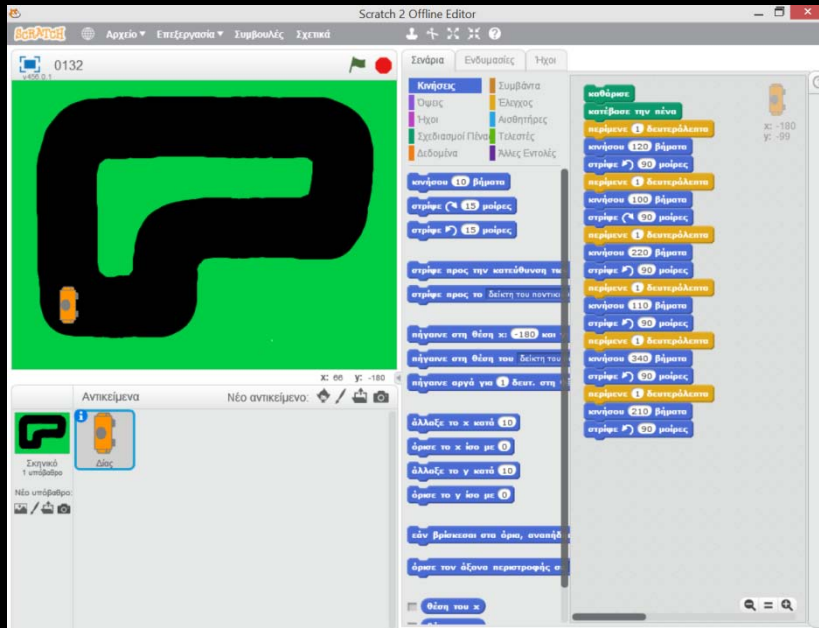 Scratch 2 Offline Editor
SCRATCH Αρχείο Επεξεργασία Συμβουλές Σχετικά
0132
v456.0.1
X: 66 y: -180
Αντικείμενα Νέο αντικείμενο:
Σκηνικό
1 υπόβαθρο
Νέο υπόβαθρο:
Δίας
Σενάρια Ενδυμασίες Ήχοι
Κινήσεις Συμβάντα
Όψεις Έλεγχος
Ήχοι Αισθητήρες
Σχεδιασμοί Πένα Τελεστές
Δεδομένα Άλλες Εντολές
κινήσου 10 βήματα
στρίψε 15 μοίρες
στρίψε 15 μοίρες
στρίψε προς την κατεύθυνση
στρίψε προς το δείκτη του
πήγαινε στη θέση x: -180 και
πήγαινε στη θέση του δείκτη του
πήγαινε αργά για 1 δευτ. στη
άλλαξε το x κατά 10
όρισε το x ίσο με 0
άλλαξε το y κατά 10
όρισε το y ίσο με 0
εάν βρίσκεσαι στα όρια,
όρισε τον άξονα περιστροφής
θέση του x
καθάρισε
κατέβασε την πένα
περίμενε 1 δευτερόλεπτα
κινήσου 120 βήματα
στρίψε 90 μοίρες
περίμενε 1 δευτερόλεπτα
κινήσου 100 βήματα
στρίψε 90 μοίρες
περίμενε 1 δευτερόλεπτα
κινήσου 220 βήματα
στρίψε 90 μοίρες
περίμενε 1 δευτερόλεπτα
κινήσου 110 βήματα
στρίψε 90 μοίρες
περίμενε 1 δευτερόλεπτα
κινήσου 340 βήματα
στρίψε 90 μοίρες
περίμενε 1 δευτερόλεπτα
κινήσου 210 βήματα
στρίψε 90 μοίρες
x: -180
y: -99